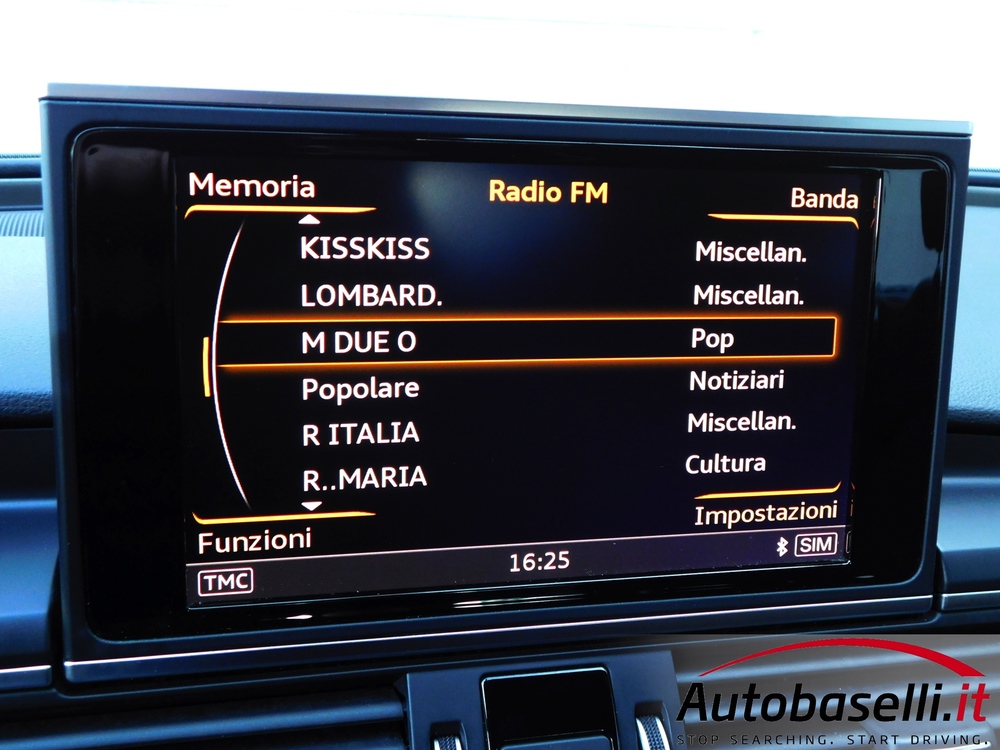 Memoria Radio FM Banda
KISSKISS Miscellan.
LOMBARD. Miscellan.
M DUE O Pop
Popolare Notiziari
R ITALIA Miscellan.
R..MARIA Cultura
Funzioni Impostazioni
TMC 16:25 SIM
Autobaselli.it
STOP SEARCHING. START DRIVING.